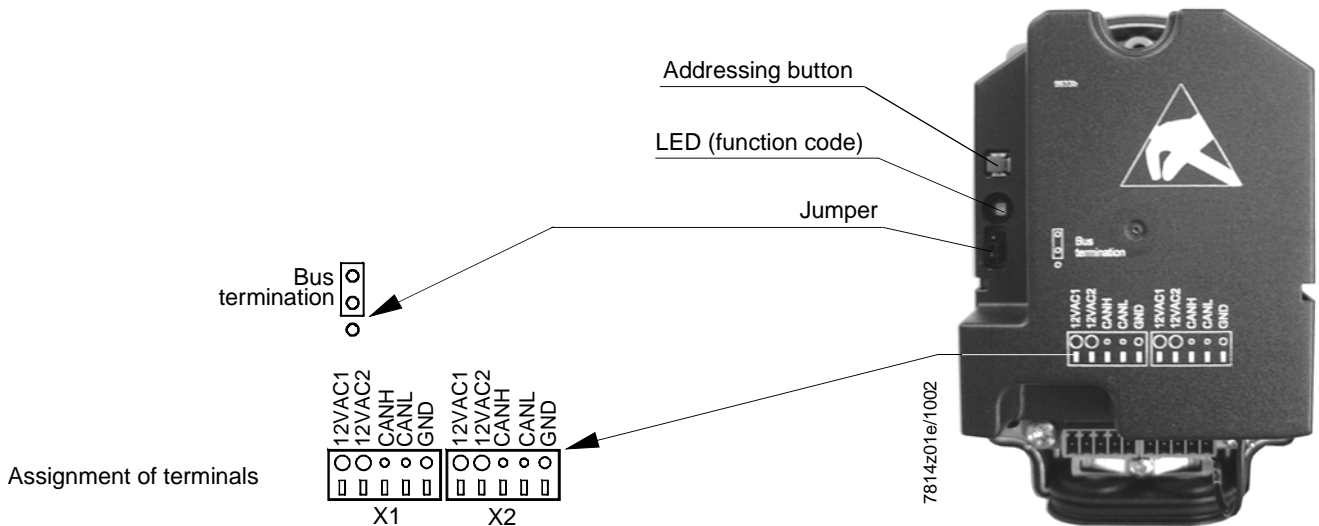 Addressing button
LED (function code)
Jumper
Bus
termination
12VAC1
12VAC2
CANH
CANL
GND
12VAC1
12VAC2
CANH
CANL
GND
Assignment of terminals
X1
X2
Bus
termination
12VAC1
12VAC2
CANH
CANL
GND
12VAC1
12VAC2
CANH
CANL
GND
7814z01e/1002